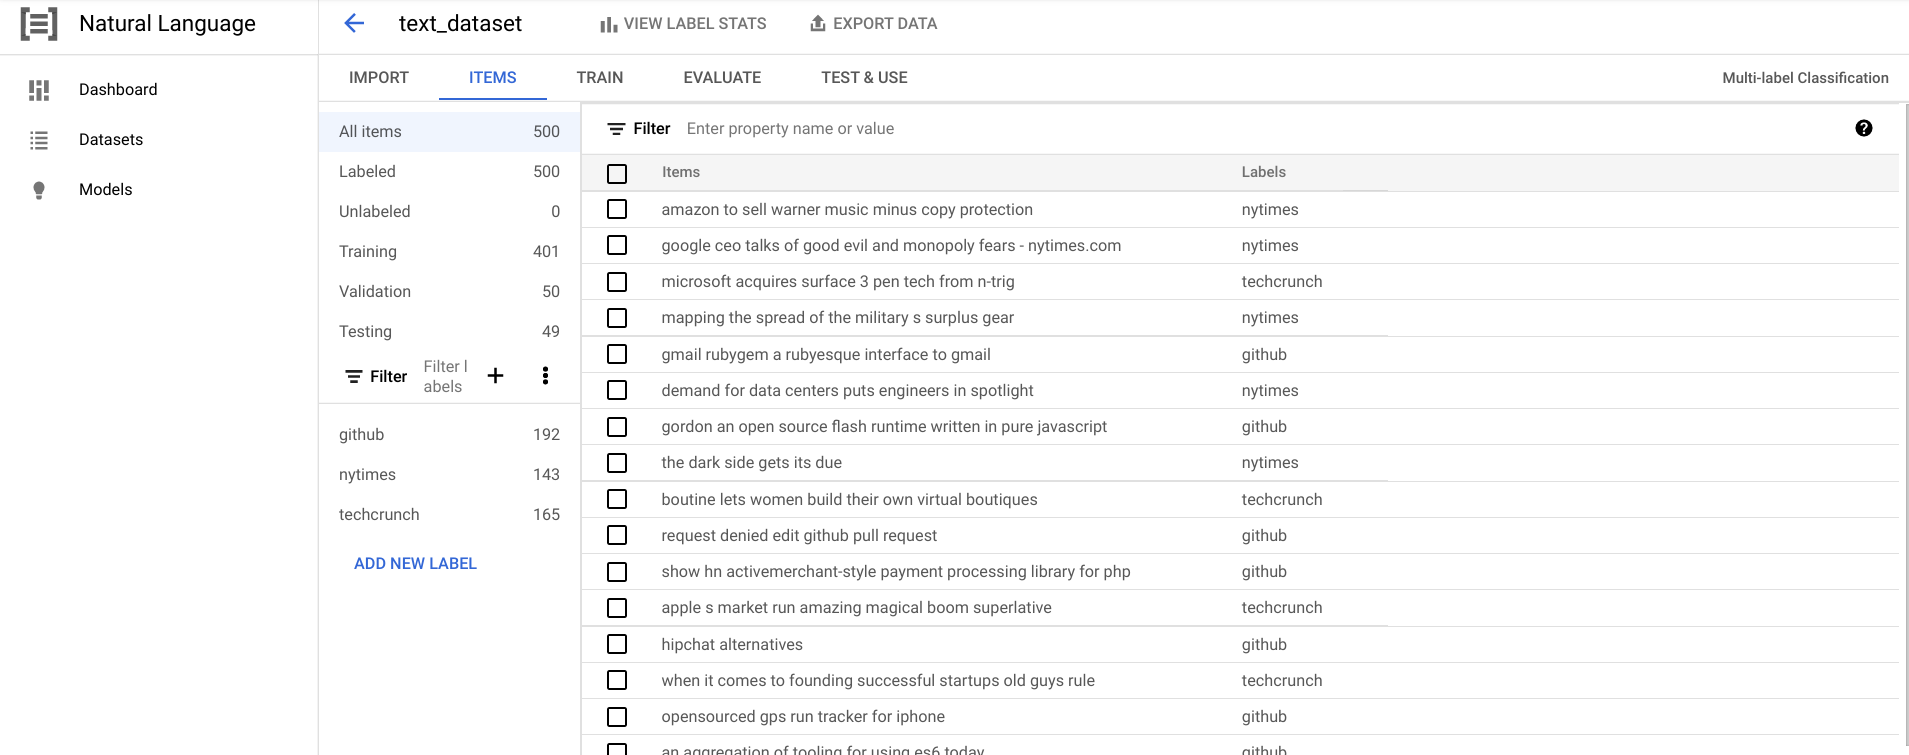 Natural Language
text_dataset
VIEW LABEL STATS
EXPORT DATA
Dashboard
Datasets
Models
IMPORT
ITEMS
TRAIN
EVALUATE
TEST & USE
Multi-label Classification
All items 500
Labeled 500
Unlabeled 0
Training 401
Validation 50
Testing 49
Filter
Filter l
abels
github 192
nytimes 143
techcrunch 165
ADD NEW LABEL
Filter Enter property name or value
Items Labels
amazon to sell warner music minus copy protection nytimes
google ceo talks of good evil and monopoly fears - nytimes.com nytimes
microsoft acquires surface 3 pen tech from n-trig techcrunch
mapping the spread of the military s surplus gear nytimes
gmail rubygem a rubyesque interface to gmail github
demand for data centers puts engineers in spotlight nytimes
gordon an open source flash runtime written in pure javascript github
the dark side gets its due nytimes
boutine lets women build their own virtual boutiques techcrunch
request denied edit github pull request github
show hn activemerchant-style payment processing library for php github
apple s market run amazing magical boom superlative techcrunch
hipchat alternatives github
when it comes to founding successful startups old guys rule techcrunch
opensourced gps run tracker for iphone github
an aggregation of tooling for using es6 today github